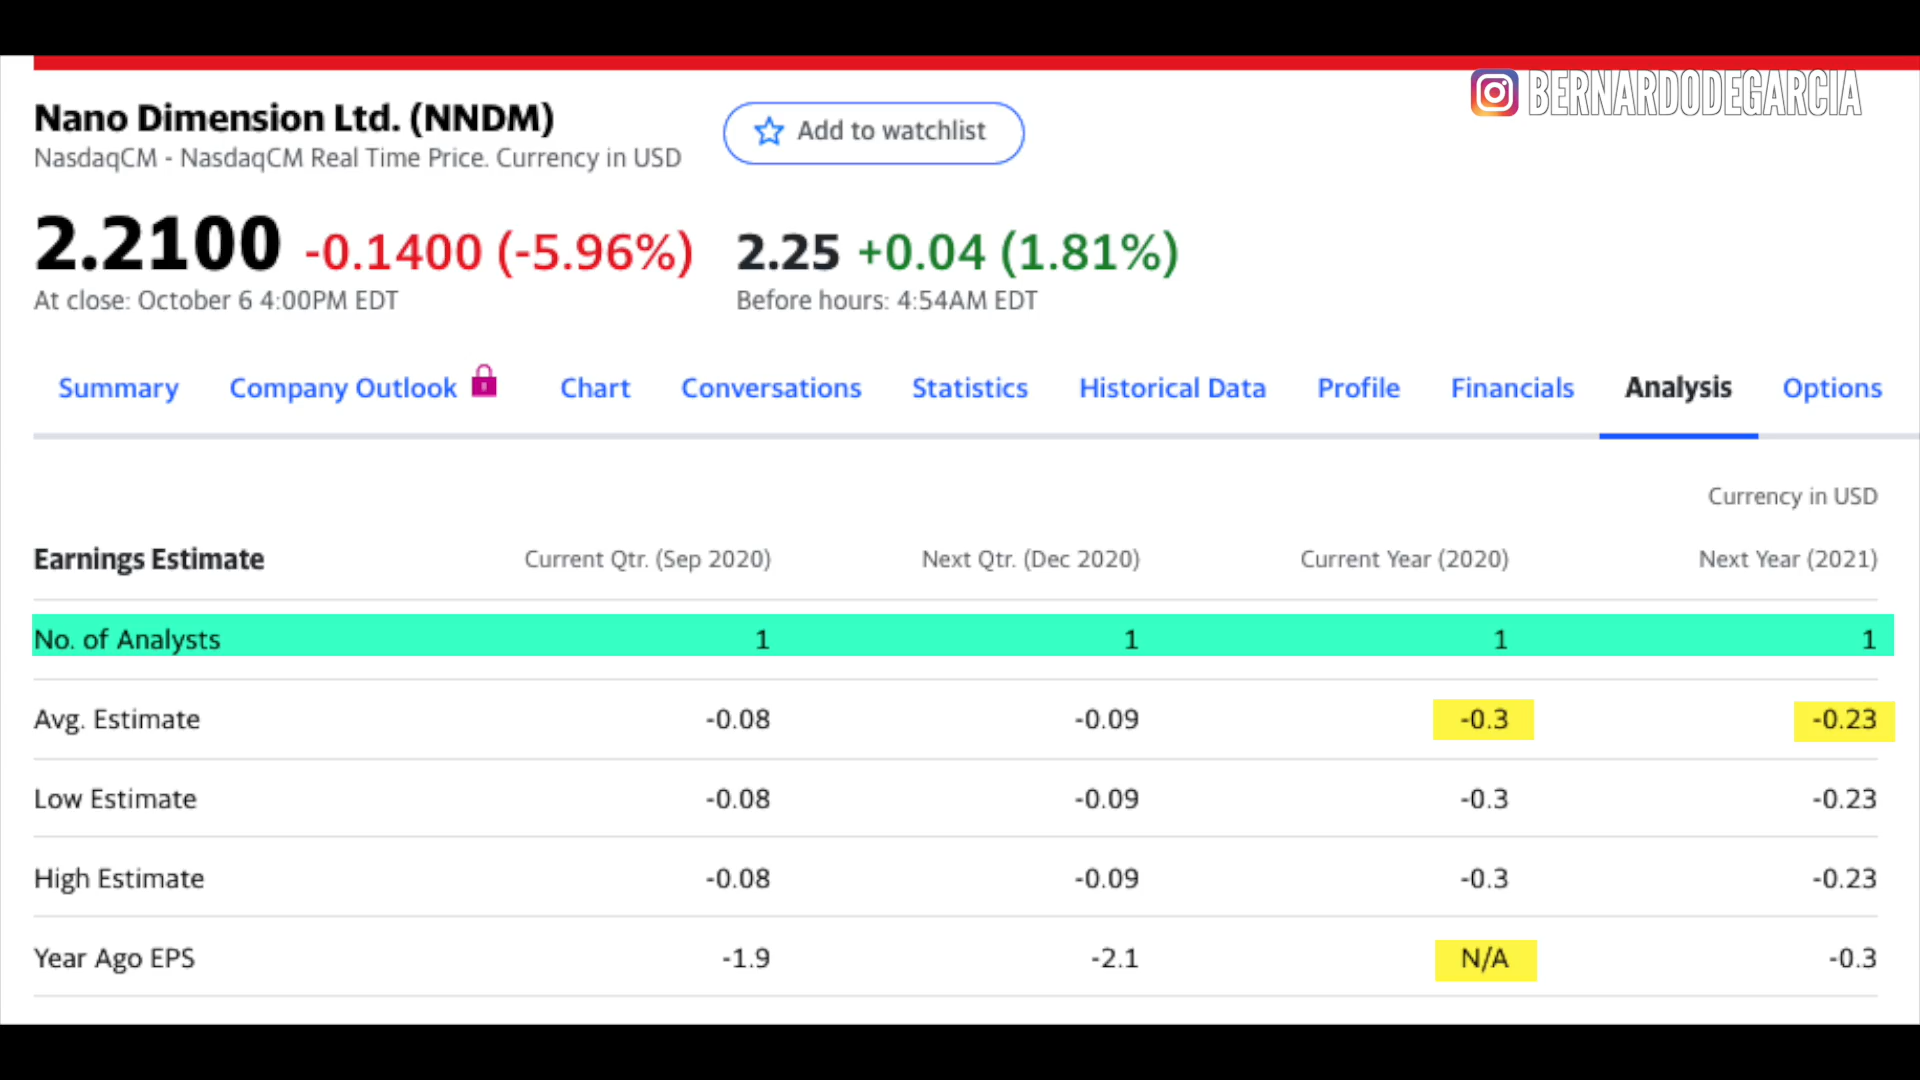 BERNARDODEGARCIA
Nano Dimension Ltd. (NNDM)
NasdaqCM - NasdaqCM Real Time Price. Currency in USD
Add to watchlist
2.2100 -0.1400 (-5.96%) 2.25 +0.04 (1.81%)
At close: October 6 4:00PM EDT Before hours: 4:54AM EDT
Summary Company Outlook Chart Conversations Statistics Historical Data Profile Financials Analysis Options
Currency in USD
Earnings Estimate Current Qtr. (Sep 2020) Next Qtr. (Dec 2020) Current Year (2020) Next Year (2021)
No. of Analysts 1 1 1 1
Avg. Estimate -0.08 -0.09 -0.3 -0.23
Low Estimate -0.08 -0.09 -0.3 -0.23
High Estimate -0.08 -0.09 -0.3 -0.23
Year Ago EPS -1.9 -2.1 N/A -0.3